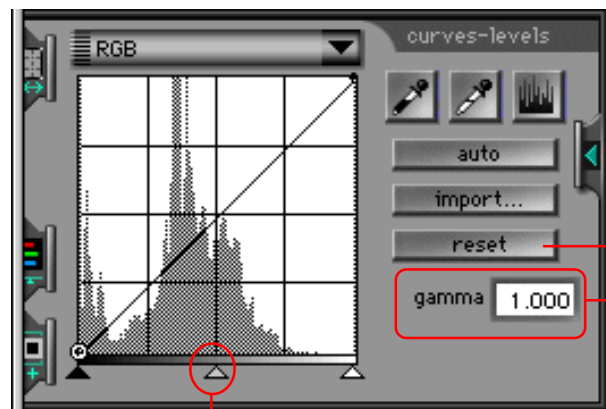 RGB
curves-levels
auto
import...
reset
gamma 1.000